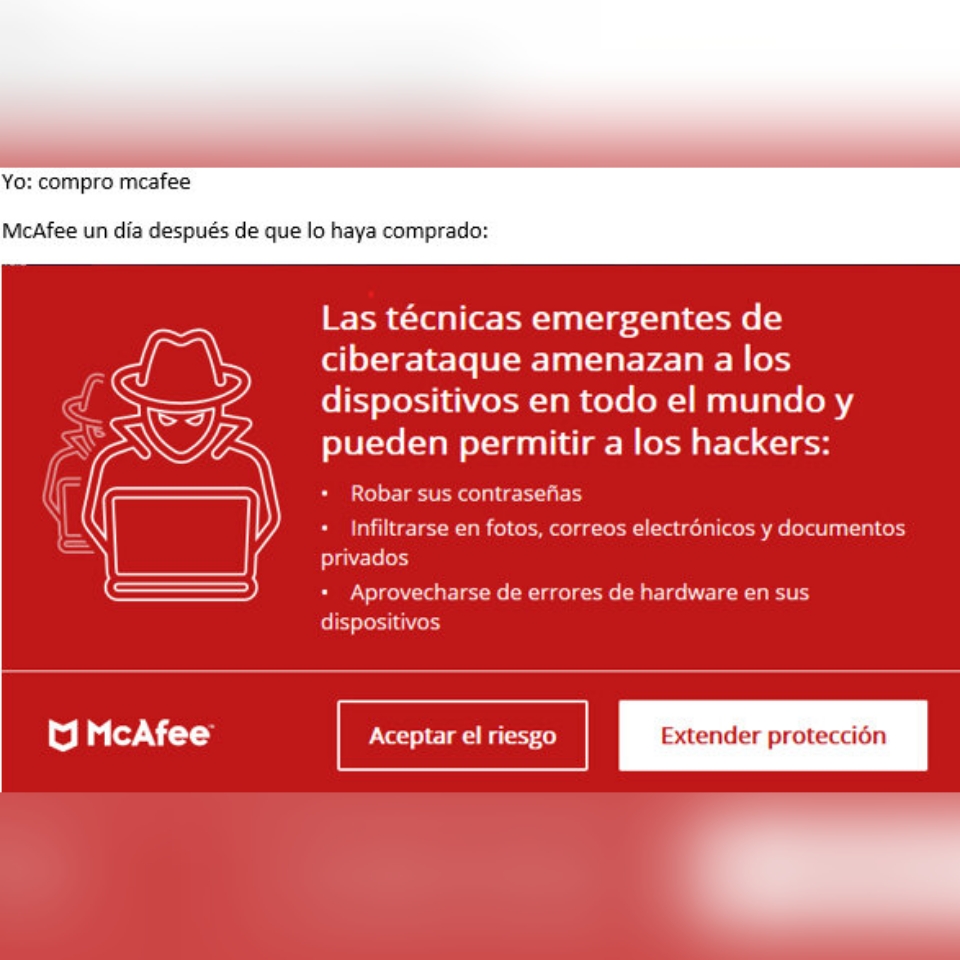 Yo: compro mcafee
McAfee un día después de que lo haya comprado:
Las técnicas emergentes de
ciberataque amenazan a los
dispositivos en todo el mundo y
pueden permitir a los hackers:
• Robar sus contraseñas
• Infiltrarse en fotos, correos electrónicos y documentos
privados
• Aprovecharse de errores de hardware en sus
dispositivos
McAfee™
Aceptar el riesgo
Extender protección